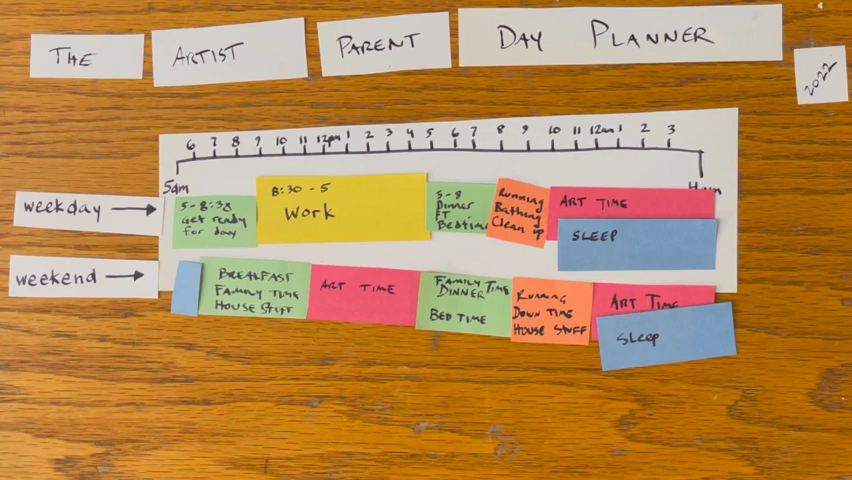 THE ARTIST PARENT DAY PLANNER
2022
6 7 8 9 10 11 12pm 1 2 3 4 5 6 7 8 9 10 11 12am 1 2 3
5am
weekday
5-8:30
Get ready
for day
8:30-5
Work
5-8
Dinner
FT
Bedtime
Running
Bathing
Clean up
ART TIME
SLEEP
weekend
BREAKFAST
FAMILY TIME
HOUSE STUFF
ART TIME
FAMILY TIME
DINNER
BED TIME
RUNNING
DOWN TIME
HOUSE STUFF
ART TIME
SLEEP